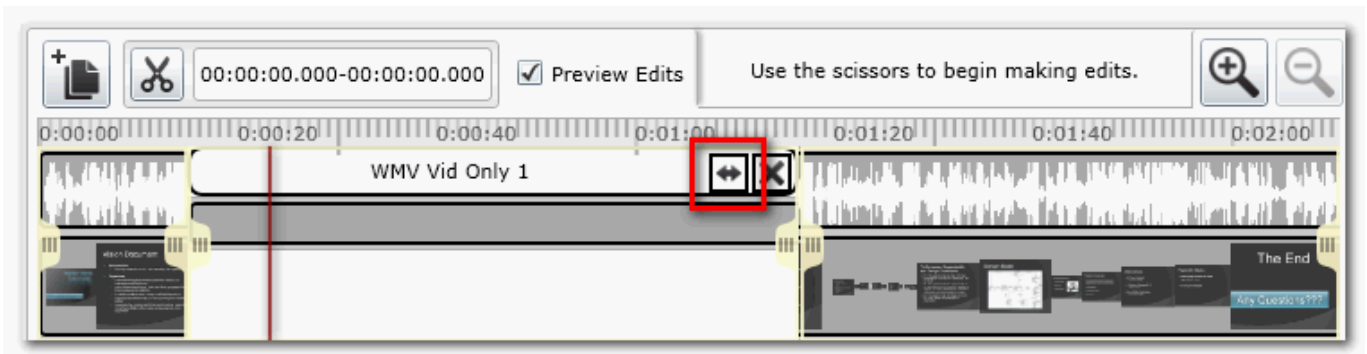 00:00:00.000-00:00:00.000
Preview Edits
Use the scissors to begin making edits.
0:00:00 0:00:20 0:00:40 0:01:00 0:01:20 0:01:40 0:02:00
WMV Vid Only 1
Vision Document
The End
Any Questions???